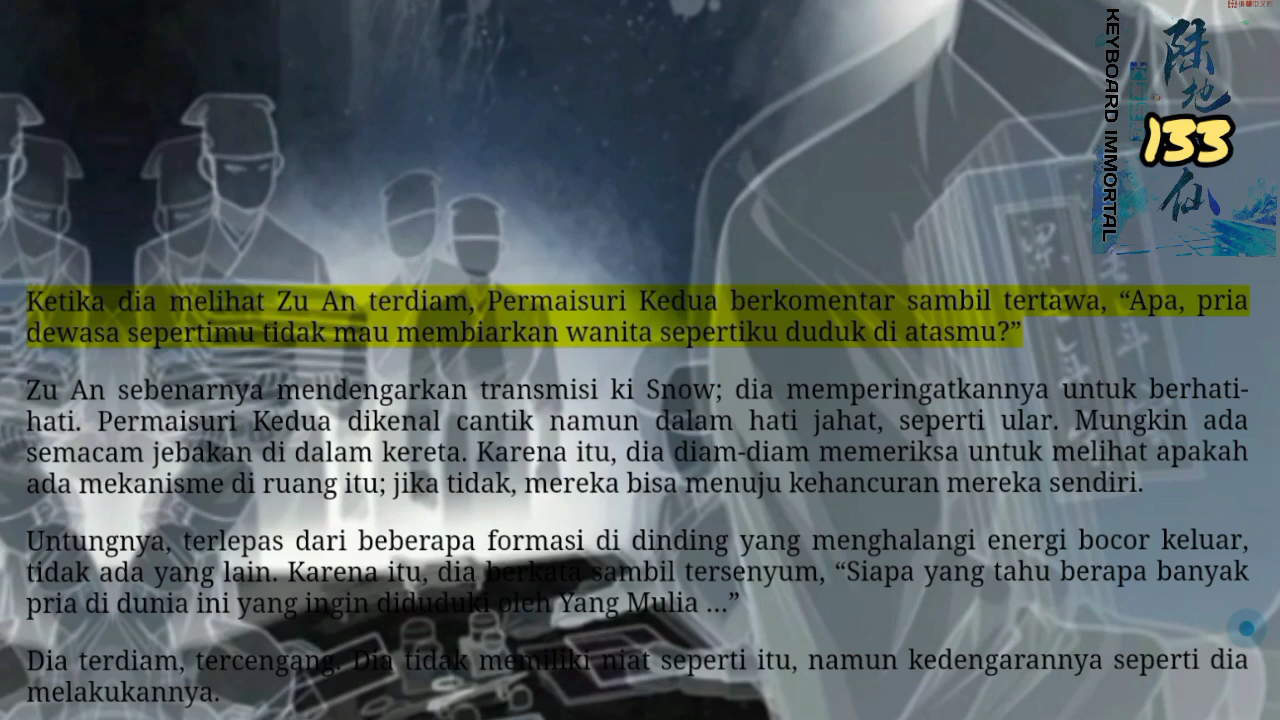 KEYBOARD IMMORTAL
陆地
133
仙
Ketika dia melihat Zu An terdiam, Permaisuri Kedua berkomentar sambil tertawa, “Apa, pria
dewasa sepertimu tidak mau membiarkan wanita sepertiku duduk di atasmu?”
Zu An sebenarnya mendengarkan transmisi ki Snow; dia memperingatkannya untuk berhati-
hati. Permaisuri Kedua dikenal cantik namun dalam hati jahat, seperti ular. Mungkin ada
semacam jebakan di dalam kereta. Karena itu, dia diam-diam memeriksa untuk melihat apakah
ada mekanisme di ruang itu; jika tidak, mereka bisa menuju kehancuran mereka sendiri.
Untungnya, terlepas dari beberapa formasi di dinding yang menghalangi energi bocor keluar,
tidak ada yang lain. Karena itu, dia berkata sambil tersenyum, “Siapa yang tahu berapa banyak
pria di dunia ini yang ingin diduduki oleh Yang Mulia ...”
Dia terdiam, tercengang. Dia tidak memiliki niat seperti itu, namun kedengarannya seperti dia
melakukannya.